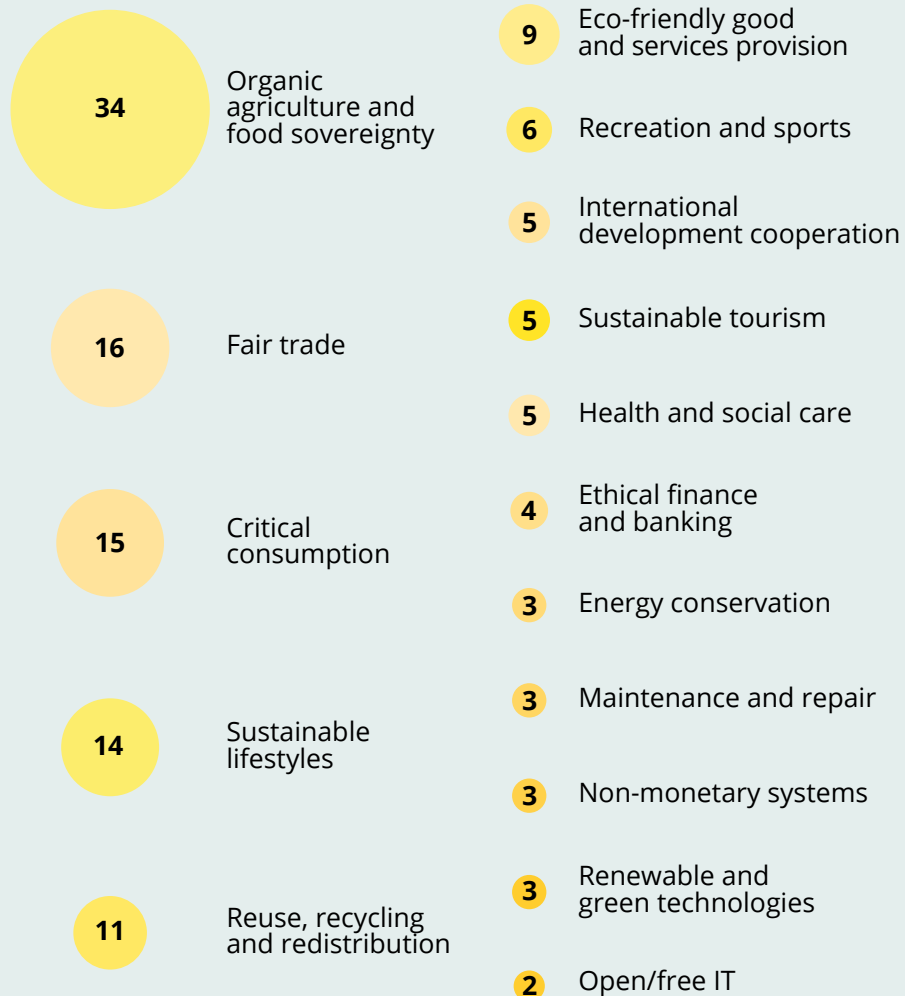 34
Organic
agriculture and
food sovereignty
16
Fair trade
15
Critical
consumption
14
Sustainable
lifestyles
11
Reuse, recycling
and redistribution
9
Eco-friendly good
and services provision
6
Recreation and sports
5
International
development cooperation
5
Sustainable tourism
5
Health and social care
4
Ethical finance
and banking
3
Energy conservation
3
Maintenance and repair
3
Non-monetary systems
3
Renewable and
green technologies
2
Open/free IT